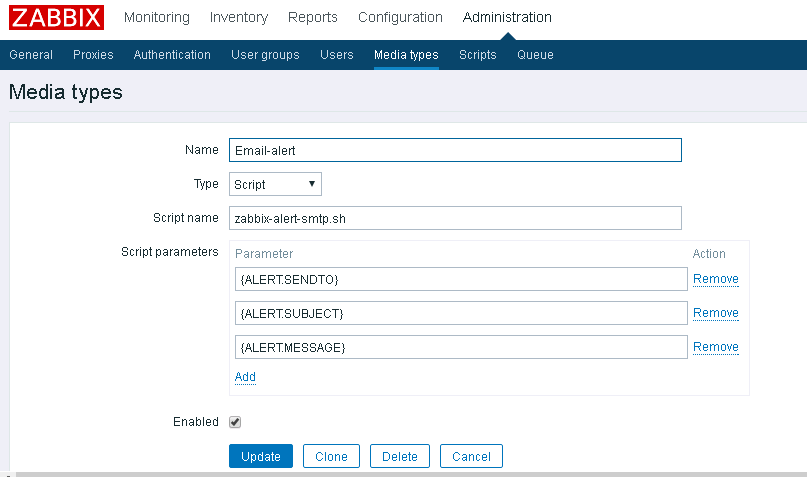 ZABBIX Monitoring Inventory Reports Configuration Administration
General Proxies Authentication User groups Users Media types Scripts Queue
Media types
Name Email-alert
Type Script
Script name zabbix-alert-smtp.sh
Script parameters Parameter Action
{ALERT.SENDTO} Remove
{ALERT.SUBJECT} Remove
{ALERT.MESSAGE} Remove
Add
Enabled
Update Clone Delete Cancel